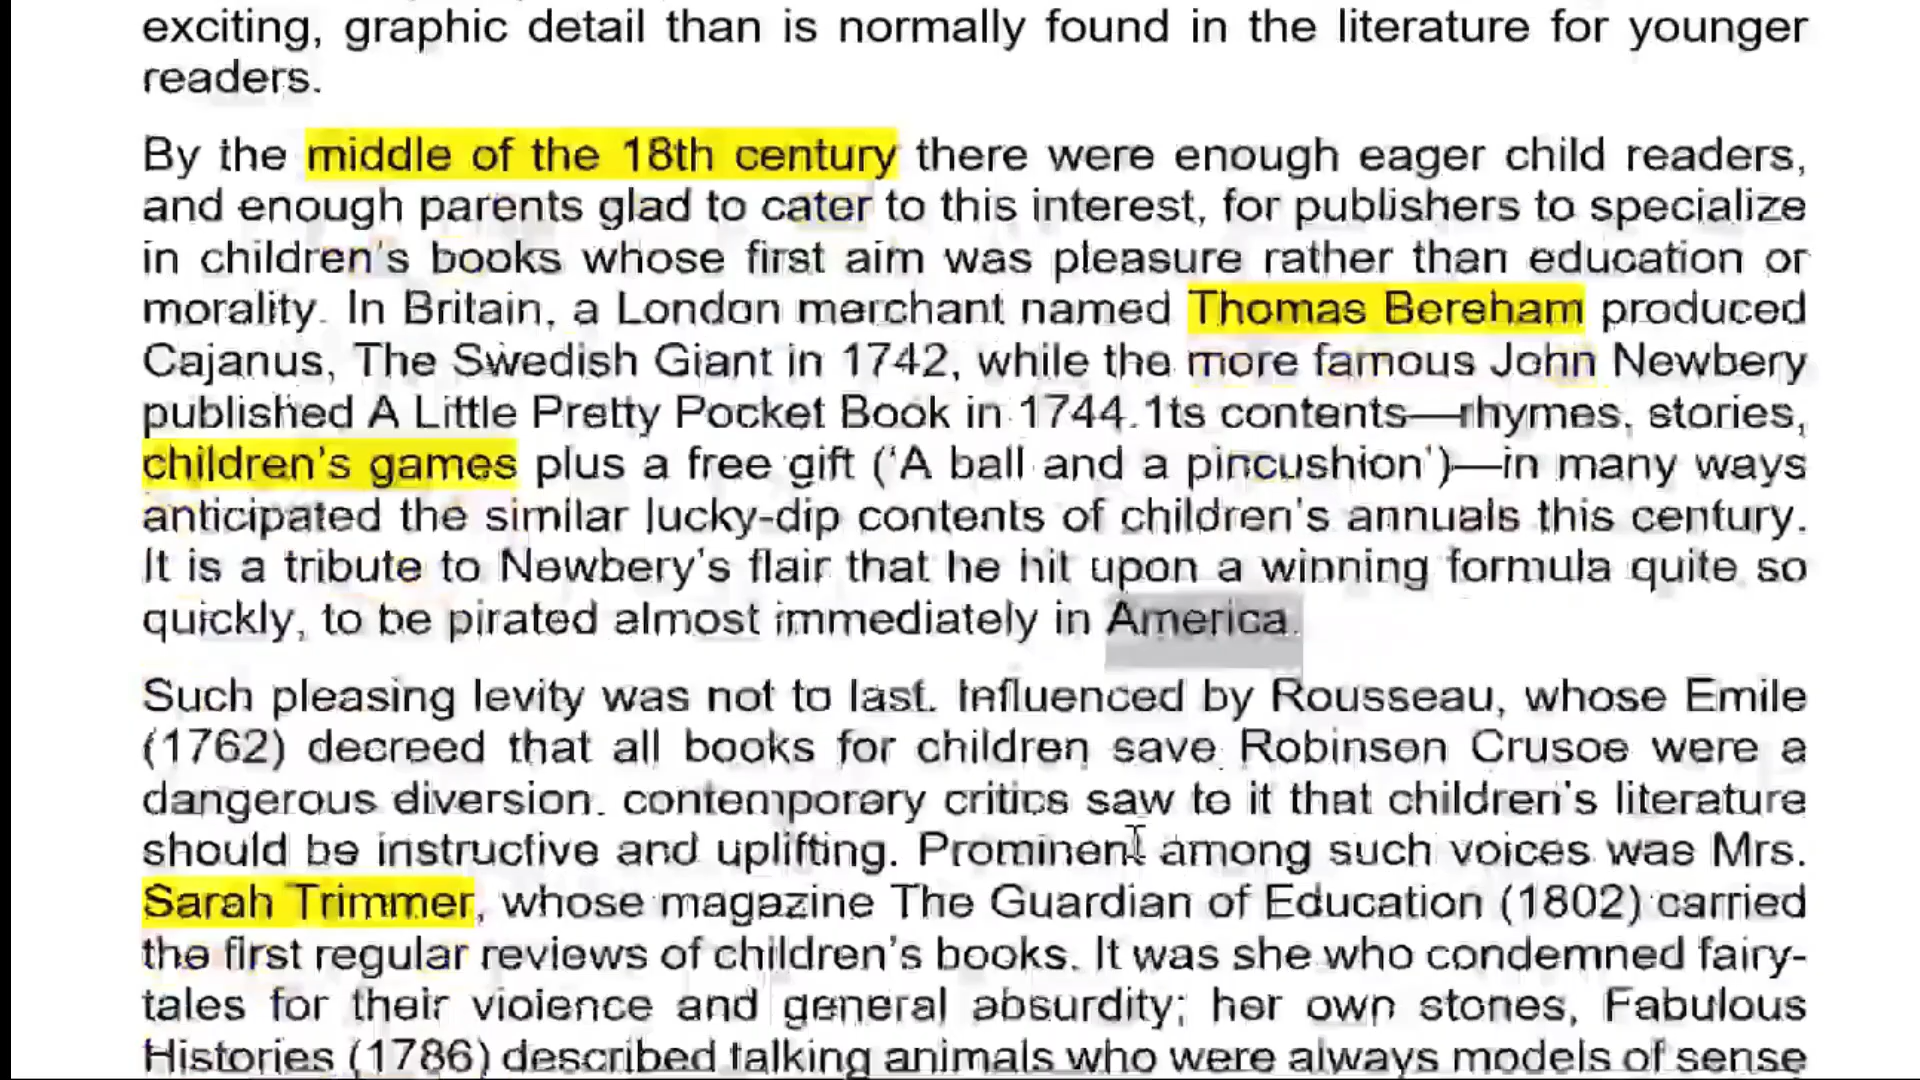 exciting, graphic detail than is normally found in the literature for younger
readers.
By the middle of the 18th century there were enough eager child readers,
and enough parents glad to cater to this interest, for publishers to specialize
in children's books whose first aim was pleasure rather than education or
morality. In Britain, a London merchant named Thomas Boreham produced
Cajanus, The Swedish Giant in 1742, while the more famous John Newbery
published A Little Pretty Pocket Book in 1744.1ts contents—rhymes, stories,
children's games plus a free gift ('A ball and a pincushion')—in many ways
anticipated the similar lucky-dip contents of children's annuals this century.
It is a tribute to Newbery's flair that he hit upon a winning formula quite so
quickly, to be pirated almost immediately in America.
Such pleasing levity was not to last. Influenced by Rousseau, whose Emile
(1762) decreed that all books for children save Robinson Crusoe were a
dangerous diversion. contemporary critics saw to it that children's literature
should be instructive and uplifting. Prominent among such voices was Mrs.
Sarah Trimmer, whose magazine The Guardian of Education (1802) carried
the first regular reviews of children's books. It was she who condemned fairy-
tales for their violence and general absurdity; her own stones, Fabulous
Histories (1786) described talking animals who were always models of sense